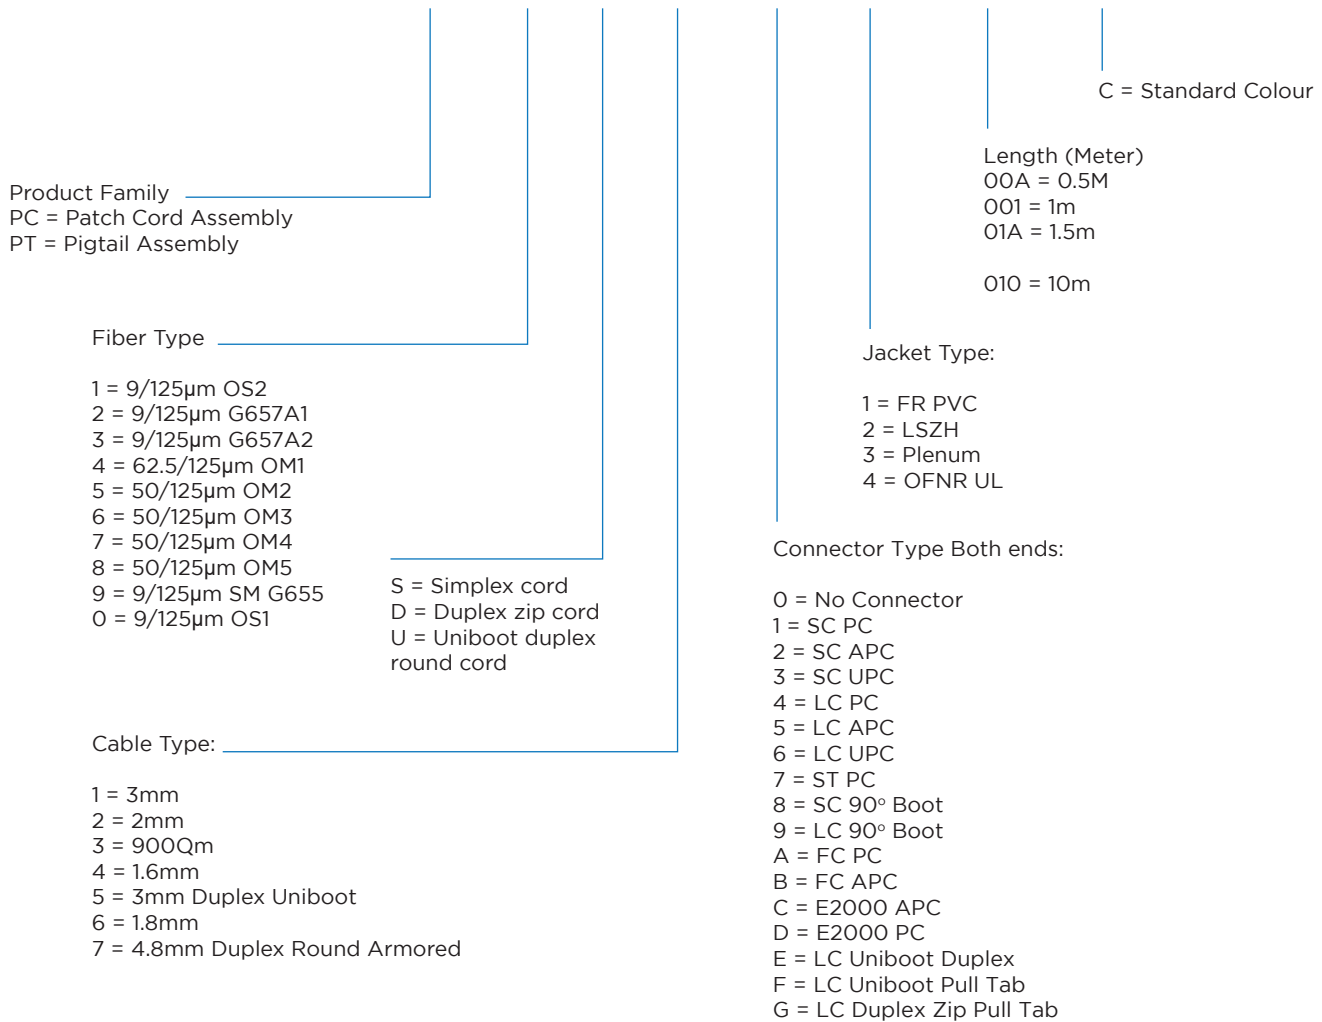 C = Standard Colour
Length (Meter)
00A = 0.5M
001 = 1m
01A = 1.5m
010 = 10m
Product Family
PC = Patch Cord Assembly
PT = Pigtail Assembly
Fiber Type
1 = 9/125µm OS2
2 = 9/125µm G657A1
3 = 9/125µm G657A2
4 = 62.5/125µm OM1
5 = 50/125µm OM2
6 = 50/125µm OM3
7 = 50/125µm OM4
8 = 50/125µm OM5
9 = 9/125µm SM G655
0 = 9/125µm OS1
Jacket Type:
1 = FR PVC
2 = LSZH
3 = Plenum
4 = OFNR UL
S = Simplex cord
D = Duplex zip cord
U = Uniboot duplex
round cord
Connector Type Both ends:
0 = No Connector
1 = SC PC
2 = SC APC
3 = SC UPC
4 = LC PC
5 = LC APC
6 = LC UPC
7 = ST PC
8 = SC 90° Boot
9 = LC 90° Boot
A = FC PC
B = FC APC
C = E2000 APC
D = E2000 PC
E = LC Uniboot Duplex
F = LC Uniboot Pull Tab
G = LC Duplex Zip Pull Tab
Cable Type:
1 = 3mm
2 = 2mm
3 = 900Qm
4 = 1.6mm
5 = 3mm Duplex Uniboot
6 = 1.8mm
7 = 4.8mm Duplex Round Armored